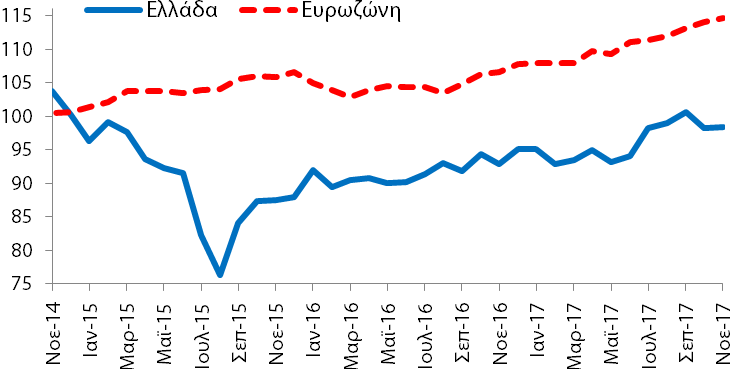 Ελλάδα
Ευρωζώνη
115
110
105
100
95
90
85
80
75
Νοε-14
Ιαν-15
Μαρ-15
Μαϊ-15
Ιουλ-15
Σεπ-15
Νοε-15
Ιαν-16
Μαρ-16
Μαϊ-16
Ιουλ-16
Σεπ-16
Νοε-16
Ιαν-17
Μαρ-17
Μαϊ-17
Ιουλ-17
Σεπ-17
Νοε-17